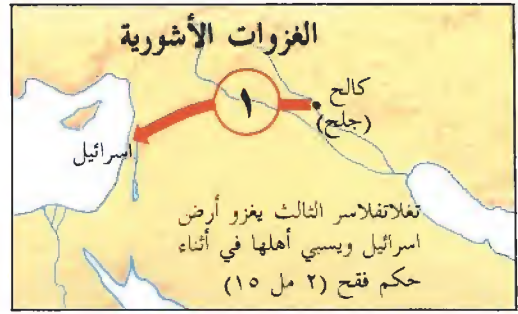 الغزوات الأشورية
كالح
(جلح)
١
اسرائيل
تغلاتفلاسر الثالث يغزو أرض
اسرائيل ويسبي أهلها في أثناء
حكم فقح (٢ مل ١٥)